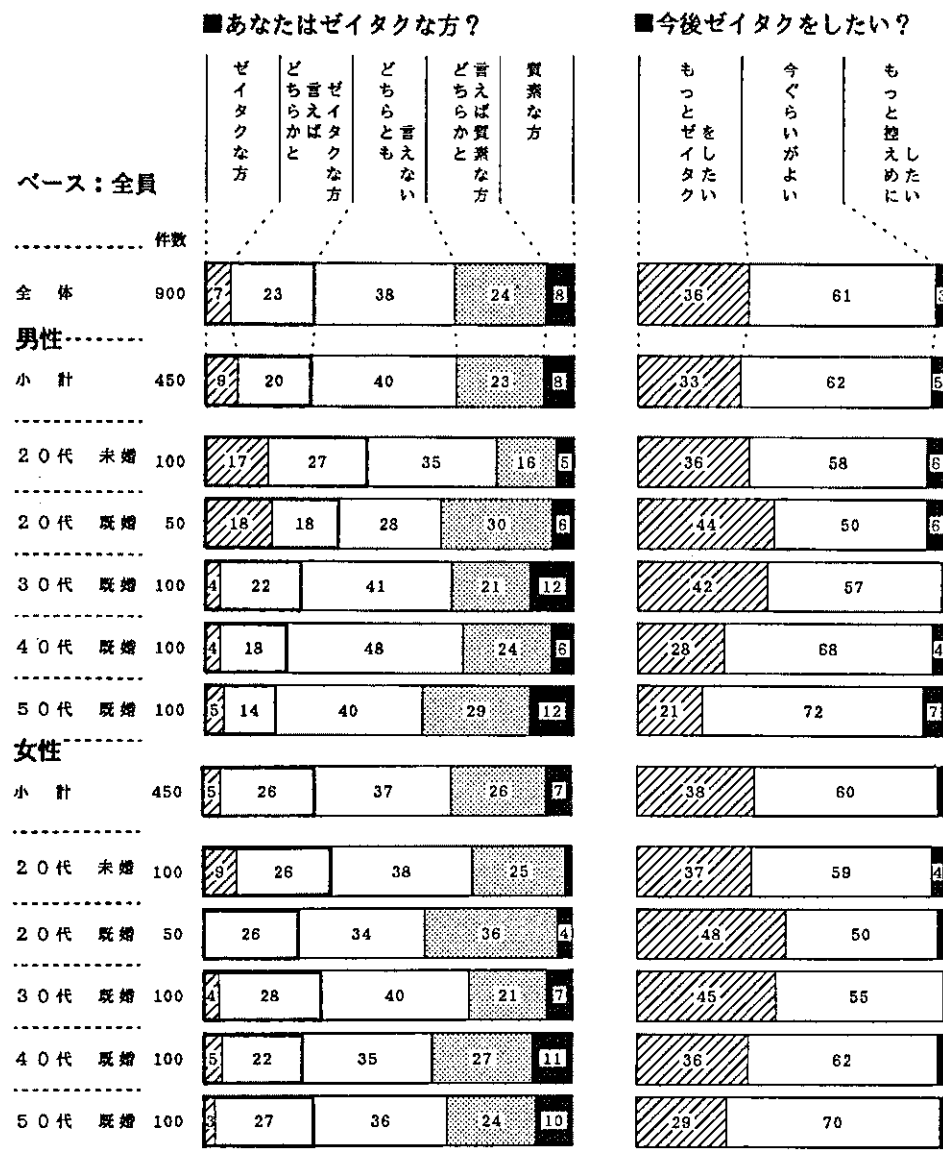 ■あなたはゼイタクな方？
■今後ゼイタクをしたい？
ゼイタクな方
どちらかと
言えば
ゼイタクな方
どちらとも
言えない
どちらかと
言えば質素な方
質素な方
もっとゼイタク
をしたい
今ぐらいがよい
もっと控えめに
したい
ベース：全員
件数
全体 900 7 23 38 24 8 36 61 3
男性
小計 450 9 20 40 23 8 33 62 5
20代 未婚 100 17 27 35 16 5 36 58 6
20代 既婚 50 18 18 28 30 6 44 50 6
30代 既婚 100 4 22 41 21 12 42 57
40代 既婚 100 4 18 48 24 6 28 68 4
50代 既婚 100 5 14 40 29 12 21 72 7
女性
小計 450 5 26 37 26 7 38 60
20代 未婚 100 9 26 38 25 37 59 4
20代 既婚 50 26 34 36 4 48 50
30代 既婚 100 4 28 40 21 7 45 55
40代 既婚 100 5 22 35 27 11 36 62
50代 既婚 100 3 27 36 24 10 29 70